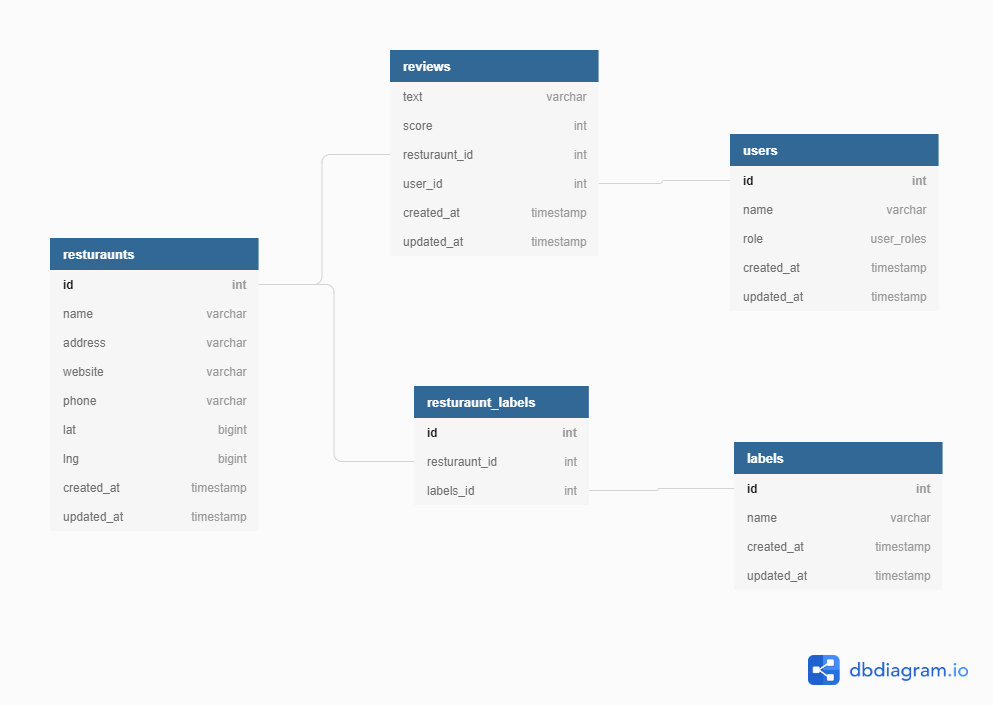 reviews
text varchar
score int
resturaunt_id int
user_id int
created_at timestamp
updated_at timestamp
users
id int
name varchar
role user_roles
created_at timestamp
updated_at timestamp
resturaunts
id int
name varchar
address varchar
website varchar
phone varchar
lat bigint
lng bigint
created_at timestamp
updated_at timestamp
resturaunt_labels
id int
resturaunt_id int
labels_id int
labels
id int
name varchar
created_at timestamp
updated_at timestamp
dbdiagram.io